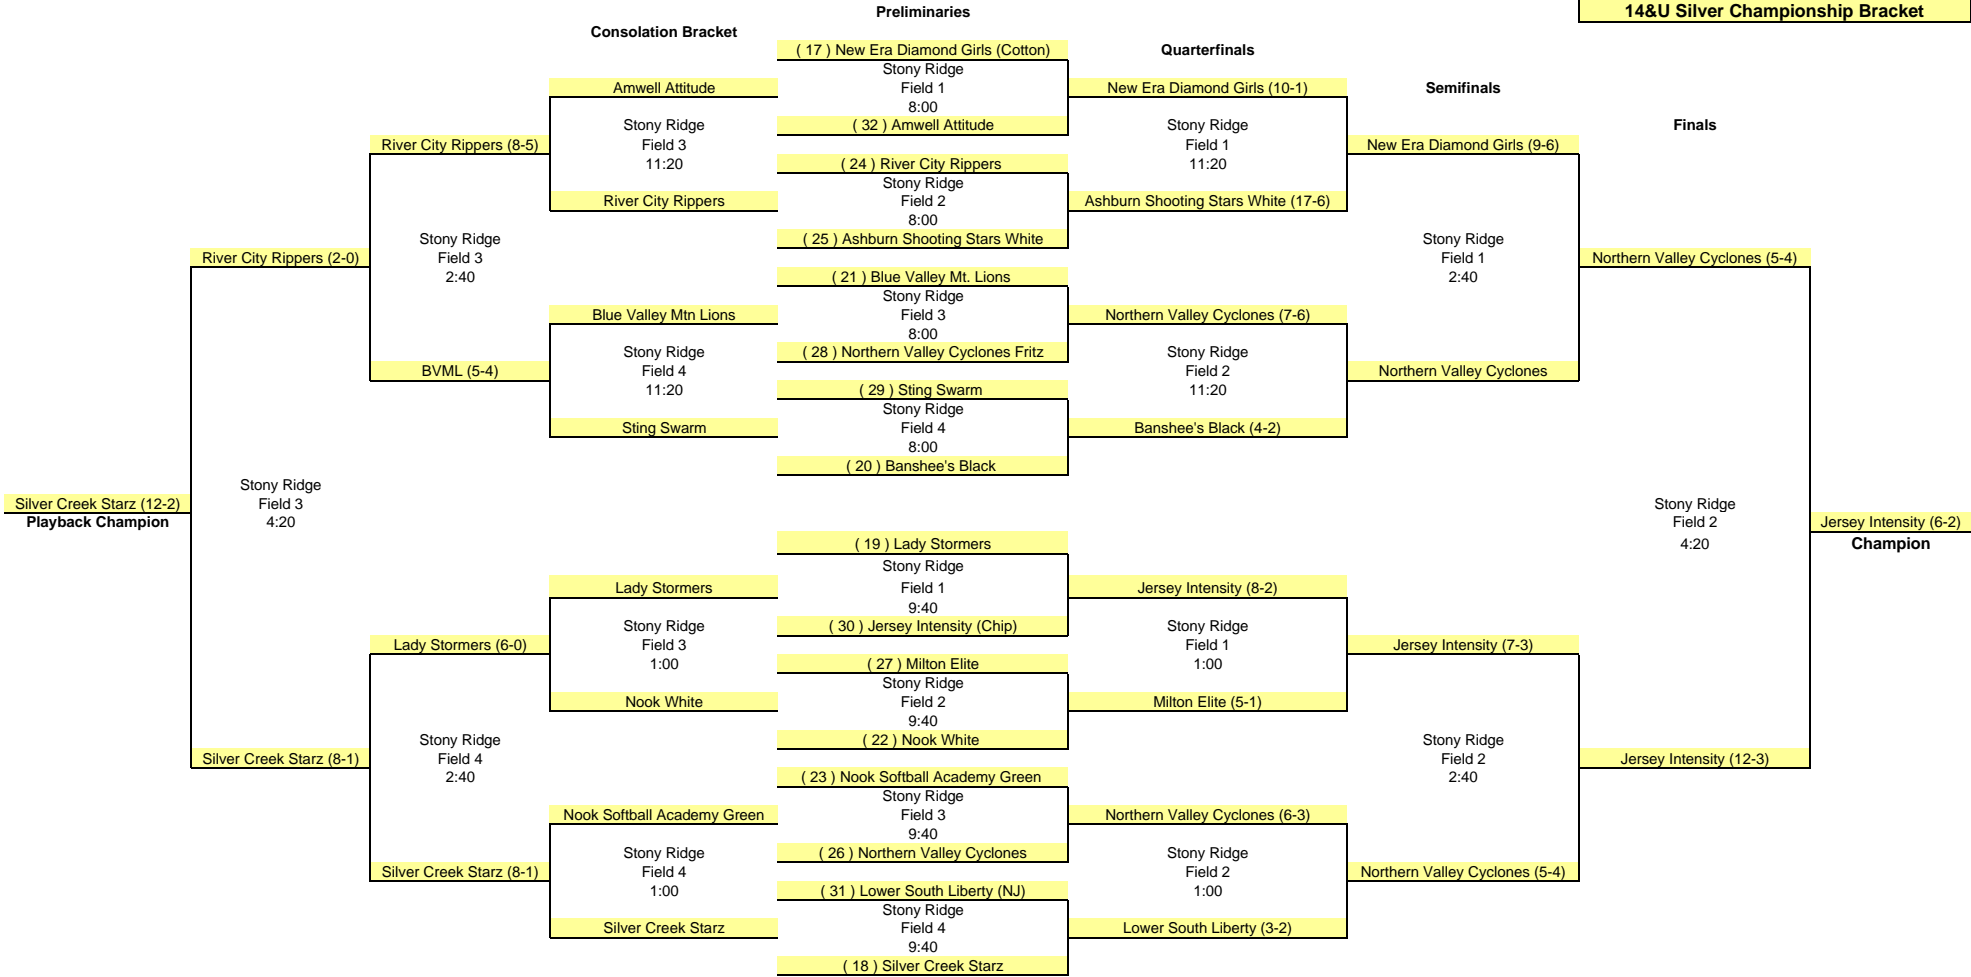 14&U Silver Championship Bracket
Preliminaries
Consolation Bracket
Quarterfinals
Semifinals
Finals
( 17 ) New Era Diamond Girls (Cotton)
Stony Ridge
Field 1
8:00
( 32 ) Amwell Attitude
( 24 ) River City Rippers
Stony Ridge
Field 2
8:00
( 25 ) Ashburn Shooting Stars White
( 21 ) Blue Valley Mt. Lions
Stony Ridge
Field 3
8:00
( 28 ) Northern Valley Cyclones Fritz
( 29 ) Sting Swarm
Stony Ridge
Field 4
8:00
( 20 ) Banshee's Black
( 19 ) Lady Stormers
Stony Ridge
Field 1
9:40
( 30 ) Jersey Intensity (Chip)
( 27 ) Milton Elite
Stony Ridge
Field 2
9:40
( 22 ) Nook White
( 23 ) Nook Softball Academy Green
Stony Ridge
Field 3
9:40
( 26 ) Northern Valley Cyclones
( 31 ) Lower South Liberty (NJ)
Stony Ridge
Field 4
9:40
( 18 ) Silver Creek Starz
Amwell Attitude
Stony Ridge
Field 3
11:20
River City Rippers
Blue Valley Mtn Lions
Stony Ridge
Field 4
11:20
Sting Swarm
Lady Stormers
Stony Ridge
Field 3
1:00
Nook White
Nook Softball Academy Green
Stony Ridge
Field 4
1:00
Silver Creek Starz
River City Rippers (8-5)
Stony Ridge
Field 3
2:40
BVML (5-4)
Lady Stormers (6-0)
Stony Ridge
Field 4
2:40
Silver Creek Starz (8-1)
River City Rippers (2-0)
Stony Ridge
Field 3
4:20
Silver Creek Starz (8-1)
Silver Creek Starz (12-2)
Playback Champion
New Era Diamond Girls (10-1)
Stony Ridge
Field 1
11:20
Ashburn Shooting Stars White (17-6)
Northern Valley Cyclones (7-6)
Stony Ridge
Field 2
11:20
Banshee's Black (4-2)
Jersey Intensity (8-2)
Stony Ridge
Field 1
1:00
Milton Elite (5-1)
Northern Valley Cyclones (6-3)
Stony Ridge
Field 2
1:00
Lower South Liberty (3-2)
New Era Diamond Girls (9-6)
Stony Ridge
Field 1
2:40
Northern Valley Cyclones
Jersey Intensity (7-3)
Stony Ridge
Field 2
2:40
Northern Valley Cyclones (5-4)
Northern Valley Cyclones (5-4)
Stony Ridge
Field 2
4:20
Jersey Intensity (12-3)
Jersey Intensity (6-2)
Champion